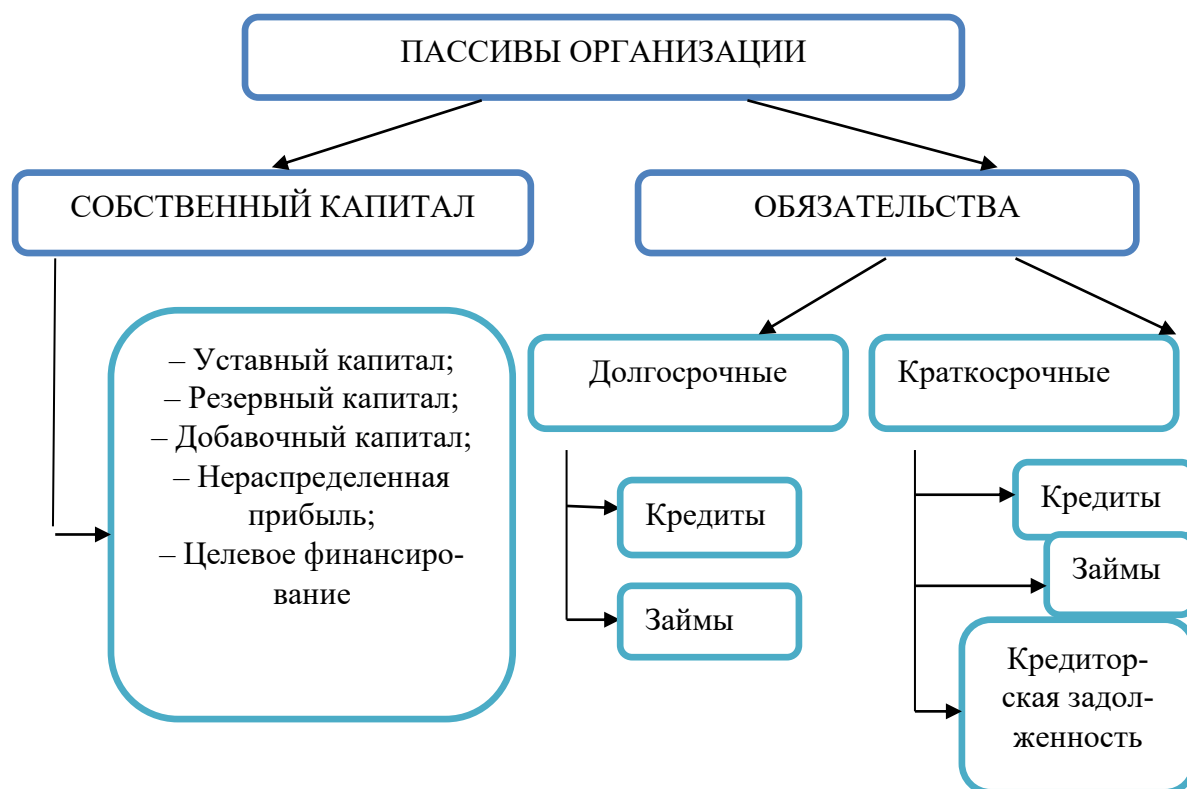 ПАССИВЫ ОРГАНИЗАЦИИ
СОБСТВЕННЫЙ КАПИТАЛ
ОБЯЗАТЕЛЬСТВА
– Уставный капитал;
– Резервный капитал;
– Добавочный капитал;
– Нераспределенная
прибыль;
– Целевое финансиро-
вание
Долгосрочные
Кредиты
Займы
Краткосрочные
Кредиты
Займы
Кредитор-
ская задол-
женность